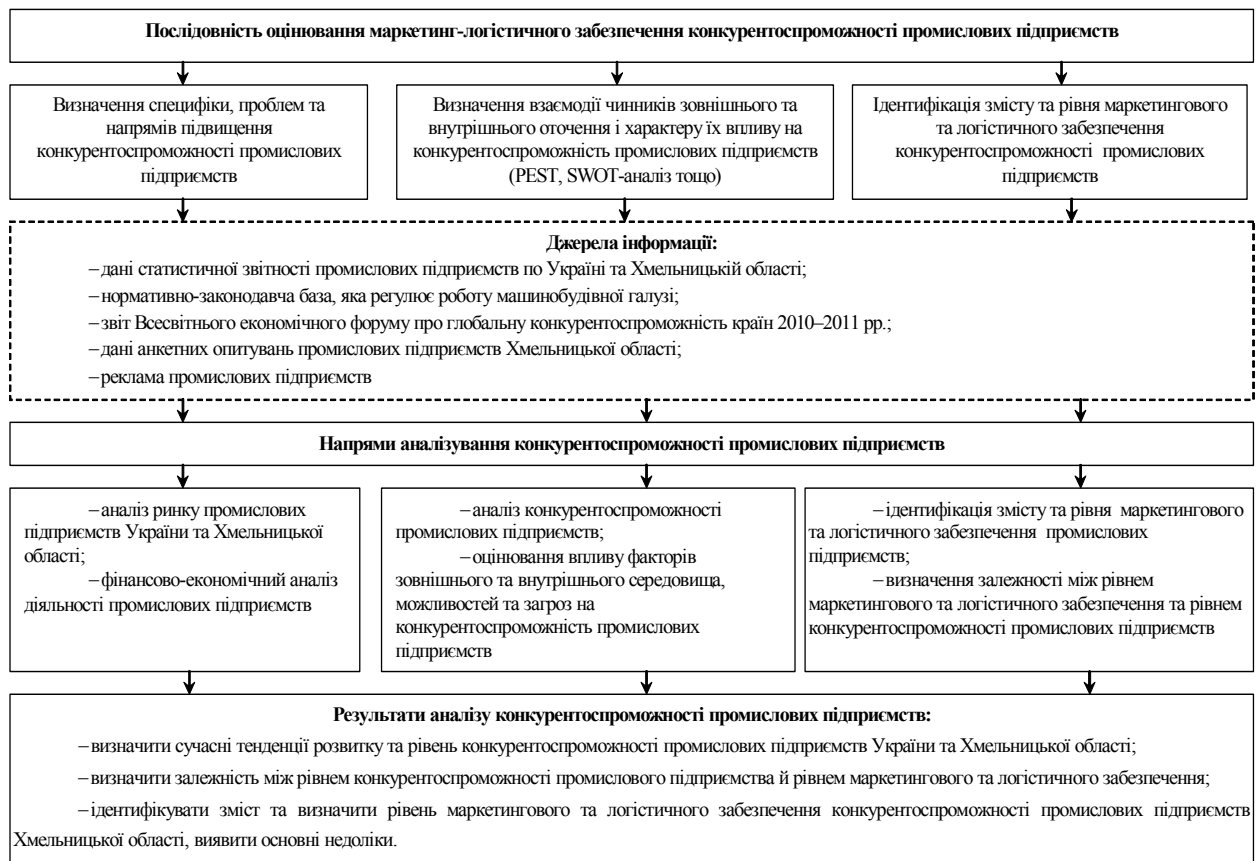 Послідовність оцінювання маркетинг-логістичного забезпечення конкурентоспроможності промислових підприємств
Визначення специфіки, проблем та
напрямів підвищення
конкурентоспроможності промислових
підприємств
Визначення взаємодії чинників зовнішнього та
внутрішнього оточення і характеру їх впливу на
конкурентоспроможність промислових підприємств
(PEST, SWOT-аналіз тощо)
Ідентифікація змісту та рівня маркетингового
та логістичного забезпечення
конкурентоспроможності промислових
підприємств
Джерела інформації:
–дані статистичної звітності промислових підприємств по Україні та Хмельницькій області;
–нормативно-законодавча база, яка регулює роботу машинобудівної галузі;
–звіт Всесвітнього економічного форуму про глобальну конкурентоспроможність країн 2010–2011 рр.;
–дані анкетних опитувань промислових підприємств Хмельницької області;
–реклама промислових підприємств
Напрями аналізування конкурентоспроможності промислових підприємств
–аналіз ринку промислових
підприємств України та Хмельницької
області;
–фінансово-економічний аналіз
діяльності промислових підприємств
–аналіз конкурентоспроможності
промислових підприємств;
–оцінювання впливу факторів
зовнішнього та внутрішнього середовища,
можливостей та загроз на
конкурентоспроможність промислових
підприємств
–ідентифікація змісту та рівня маркетингового
та логістичного забезпечення промислових
підприємств;
–визначення залежності між рівнем
маркетингового та логістичного забезпечення та рівнем
конкурентоспроможності промислових підприємств
Результати аналізу конкурентоспроможності промислових підприємств:
–визначити сучасні тенденції розвитку та рівень конкурентоспроможності промислових підприємств України та Хмельницької області;
–визначити залежність між рівнем конкурентоспроможності промислового підприємства й рівнем маркетингового та логістичного забезпечення;
–ідентифікувати зміст та визначити рівень маркетингового та логістичного забезпечення конкурентоспроможності промислових підприємств
Хмельницької області, виявити основні недоліки.